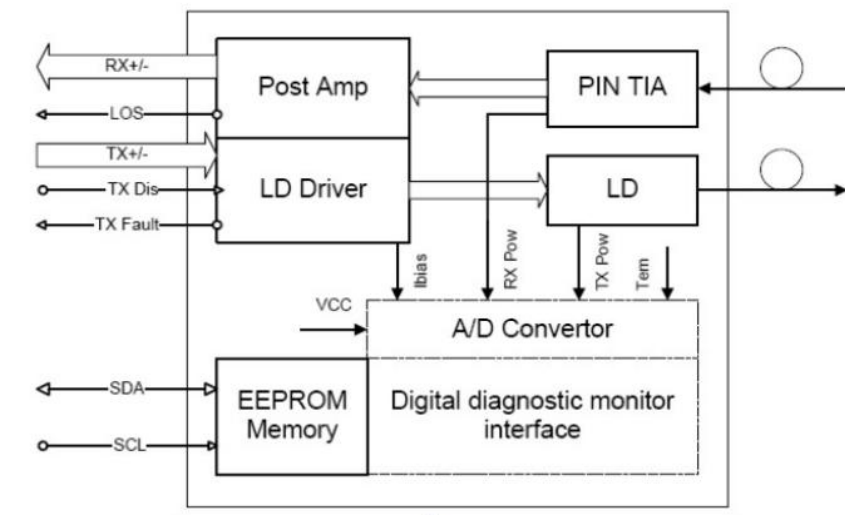 RX+/-
Post Amp
PIN TIA
LOS
TX+/-
TX Dis
LD Driver
LD
TX Fault
Ibias
RX Pow
TX Pow
Tem
VCC
A/D Convertor
SDA
EEPROM
Memory
Digital diagnostic monitor
interface
SCL